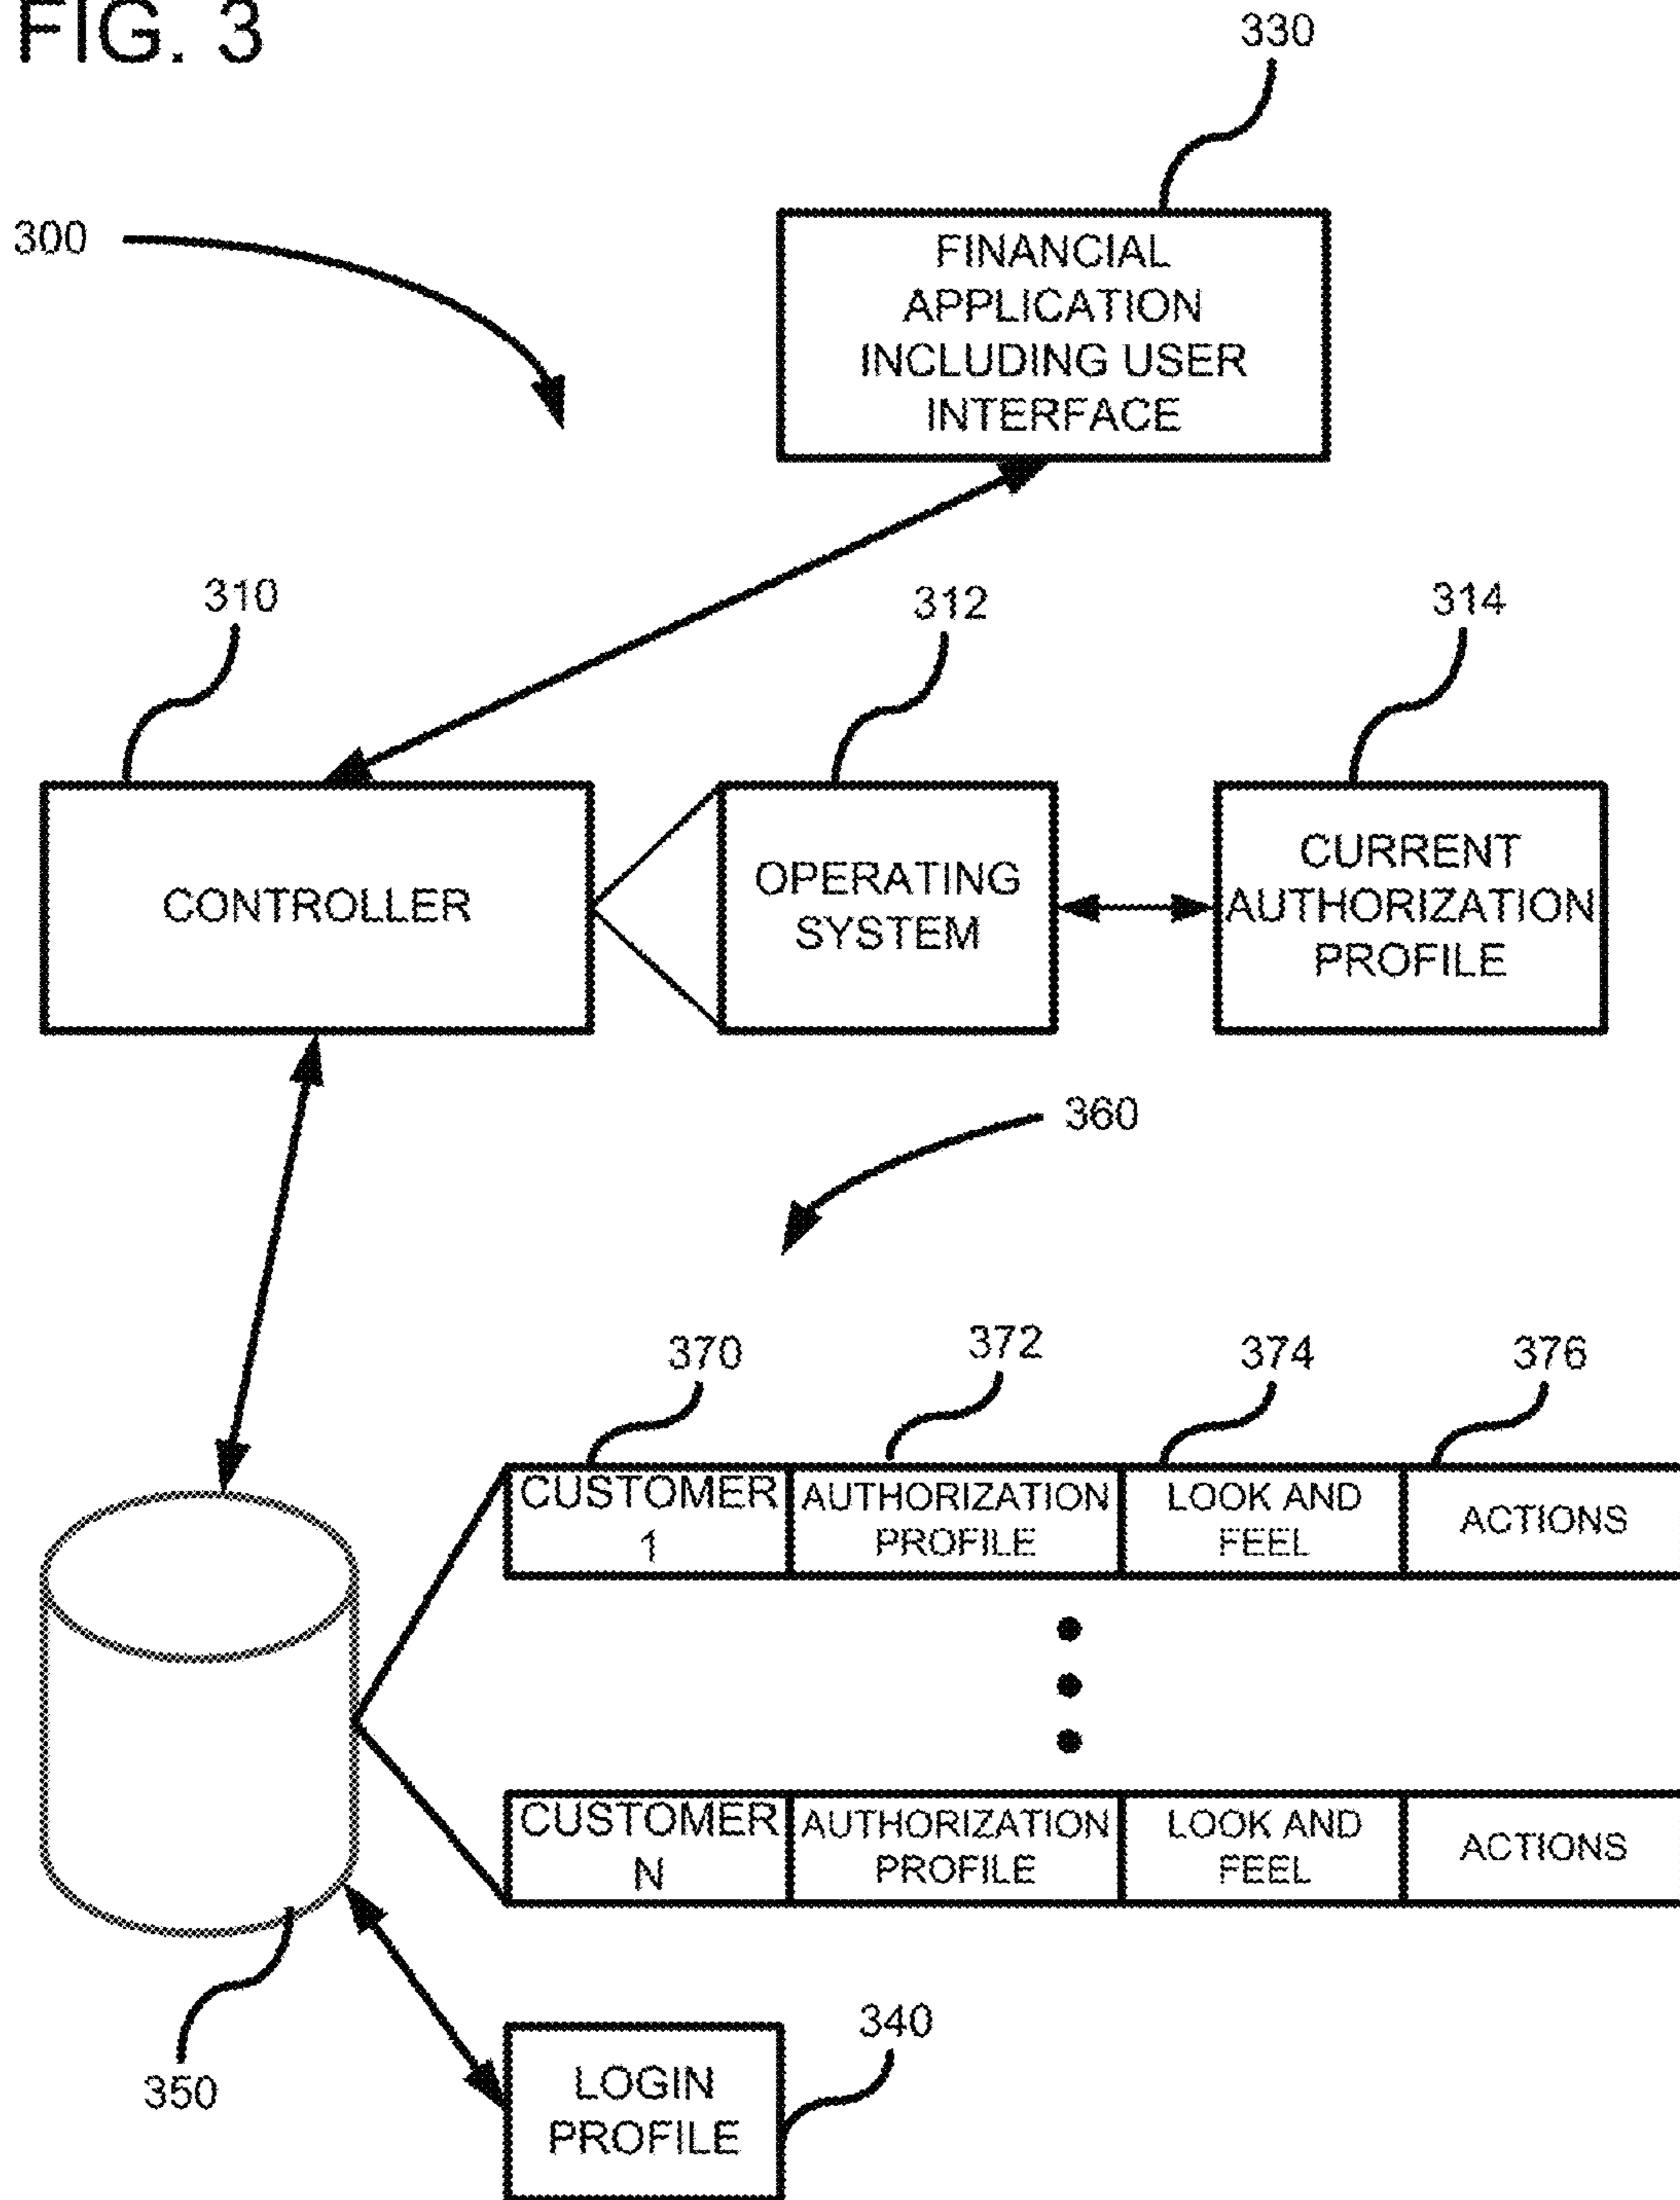 FIG. 3
330
300
FINANCIAL
APPLICATION
INCLUDING USER
INTERFACE
310
312
314
CONTROLLER
OPERATING
SYSTEM
CURRENT
AUTHORIZATION
PROFILE
360
370
372
374
376
CUSTOMER
1
AUTHORIZATION
PROFILE
LOOK AND
FEEL
ACTIONS
CUSTOMER
N
AUTHORIZATION
PROFILE
LOOK AND
FEEL
ACTIONS
350
340
LOGIN
PROFILE